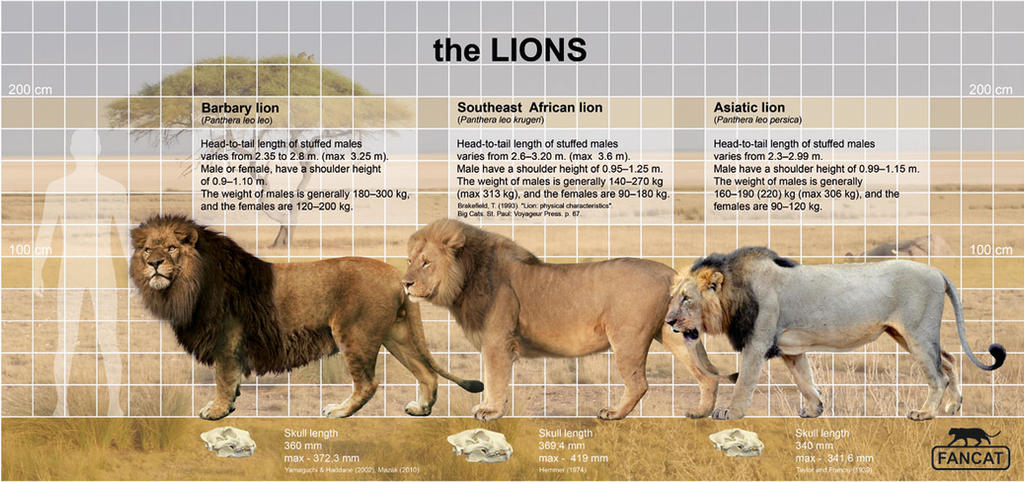 the LIONS
200 cm
200 cm
Barbary lion
(Panthera leo leo)
Head-to-tail length of stuffed males
varies from 2.35 to 2.8 m. (max 3.25 m).
Male or female, have a shoulder height
of 0.9–1.10 m.
The weight of males is generally 180–300 kg,
and the females are 120–200 kg.
Southeast African lion
(Panthera leo krugeri)
Head-to-tail length of stuffed males
varies from 2.6–3.20 m. (max 3.6 m).
Male have a shoulder height of 0.95–1.25 m.
The weight of males is generally 140–270 kg
(max 313 kg), and the females are 90–180 kg.
Brakefield, T. (1993). "Lion: physical characteristics".
Big Cats. St. Paul: Voyageur Press. p. 67.
Asiatic lion
(Panthera leo persica)
Head-to-tail length of stuffed males
varies from 2.3–2.99 m.
Male have a shoulder height of 0.99–1.15 m.
The weight of males is generally
160–190 (220) kg (max 306 kg), and the
females are 90–120 kg.
100 cm
100 cm
Skull length
360 mm
max - 372,3 mm
Yamaguchi & Haddane (2002), Mazák (2010)
Skull length
369,4 mm
max - 419 mm
Hemmer (1974)
Skull length
340 mm
max - 341,6 mm
Taylor and Francis (1939)
FANCAT